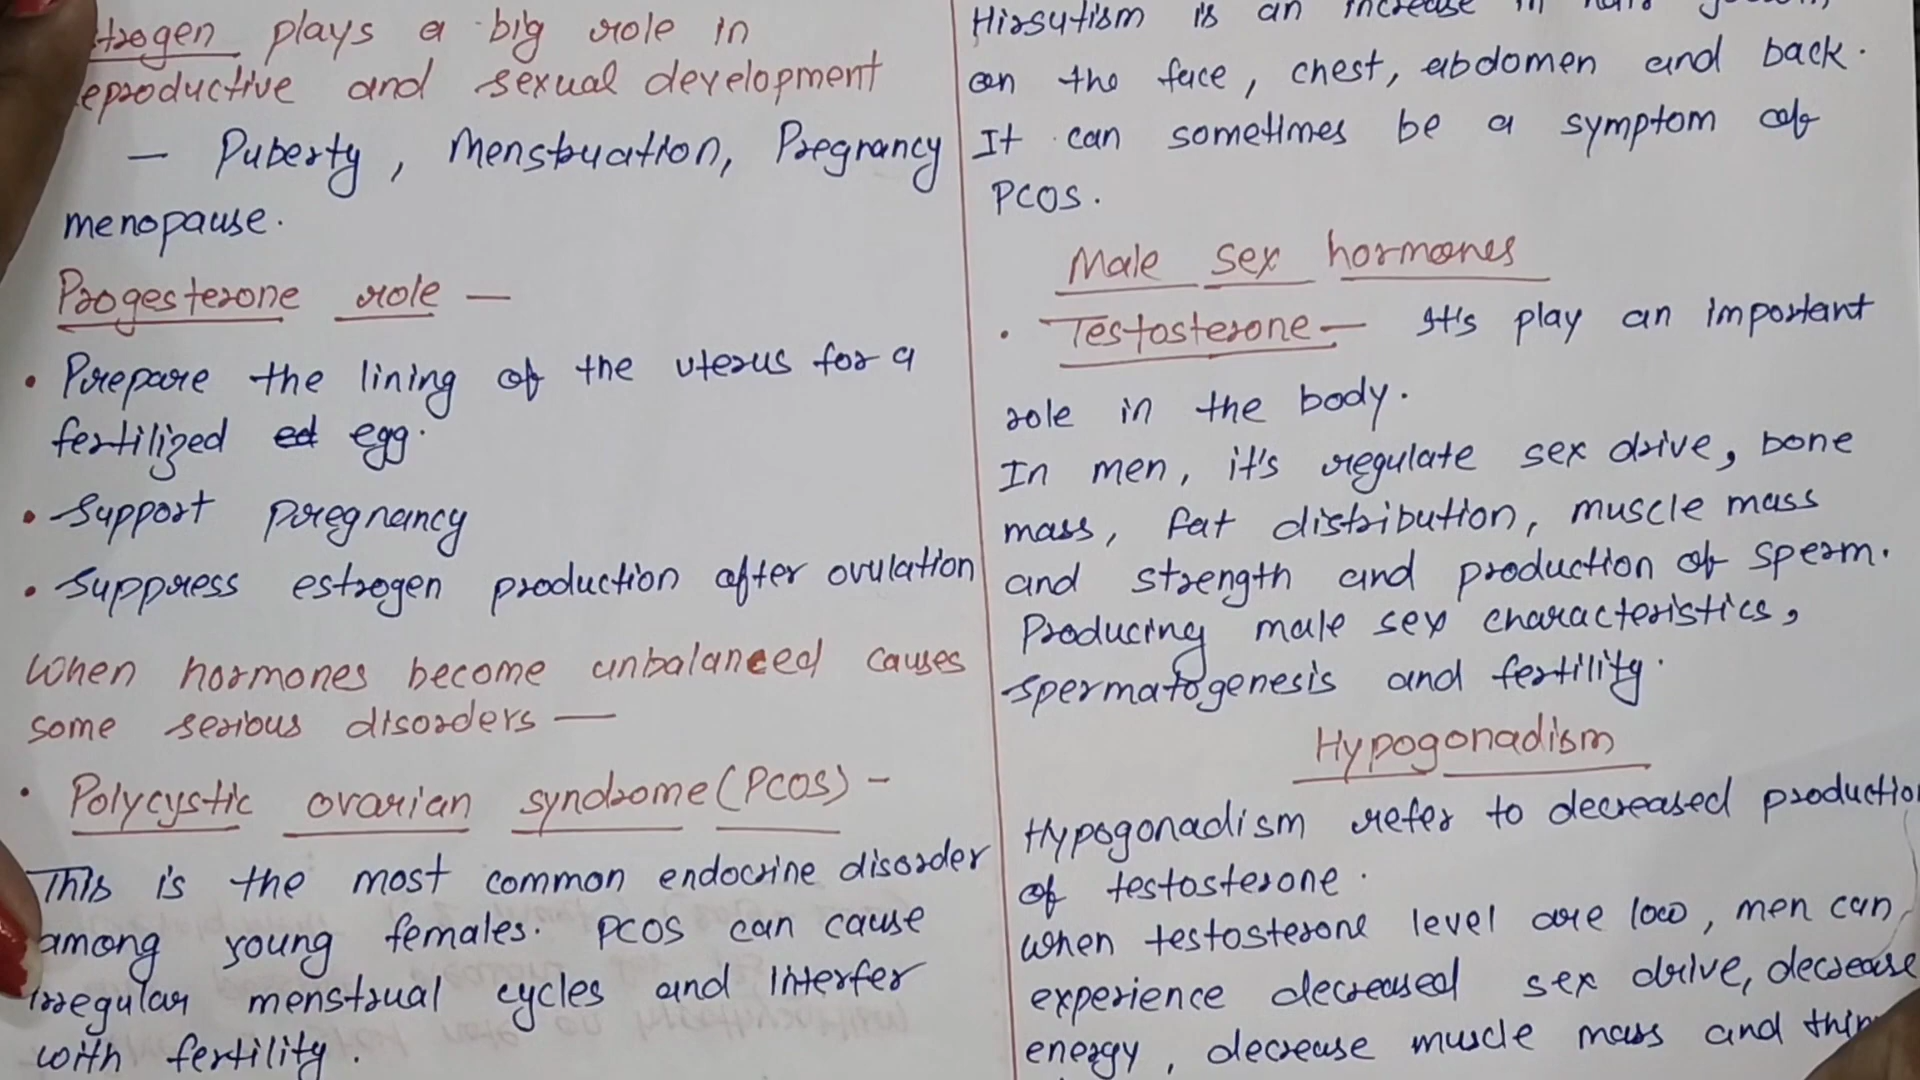 trogen plays a big role in
eproductive and sexual development
— Puberty, Menstruation, Pregnancy
menopause.
Progesterone role —
• Prepare the lining of the uterus for a
fertilized egg.
• Support pregnancy
• Suppress estrogen production after ovulation
When hormones become unbalanced causes
some serious disorders —
• Polycystic ovarian syndrome (PCOS) -
This is the most common endocrine disorder
among young females. PCOS can cause
irregular menstrual cycles and interfer
with fertility.
Hirsutism is an increase in hair growth
on the face, chest, abdomen and back.
It can sometimes be a symptom of
PCOS.
Male sex hormones
• Testosterone — It's play an important
role in the body.
In men, it's regulate sex drive, bone
mass, fat distribution, muscle mass
and strength and production of sperm.
Producing male sex characteristics,
spermatogenesis and fertility.
Hypogonadism
Hypogonadism refer to decreased productio
of testosterone.
When testosterone level are low, men can
experience decreased sex drive, decrease
energy, decrease muscle mass and thin